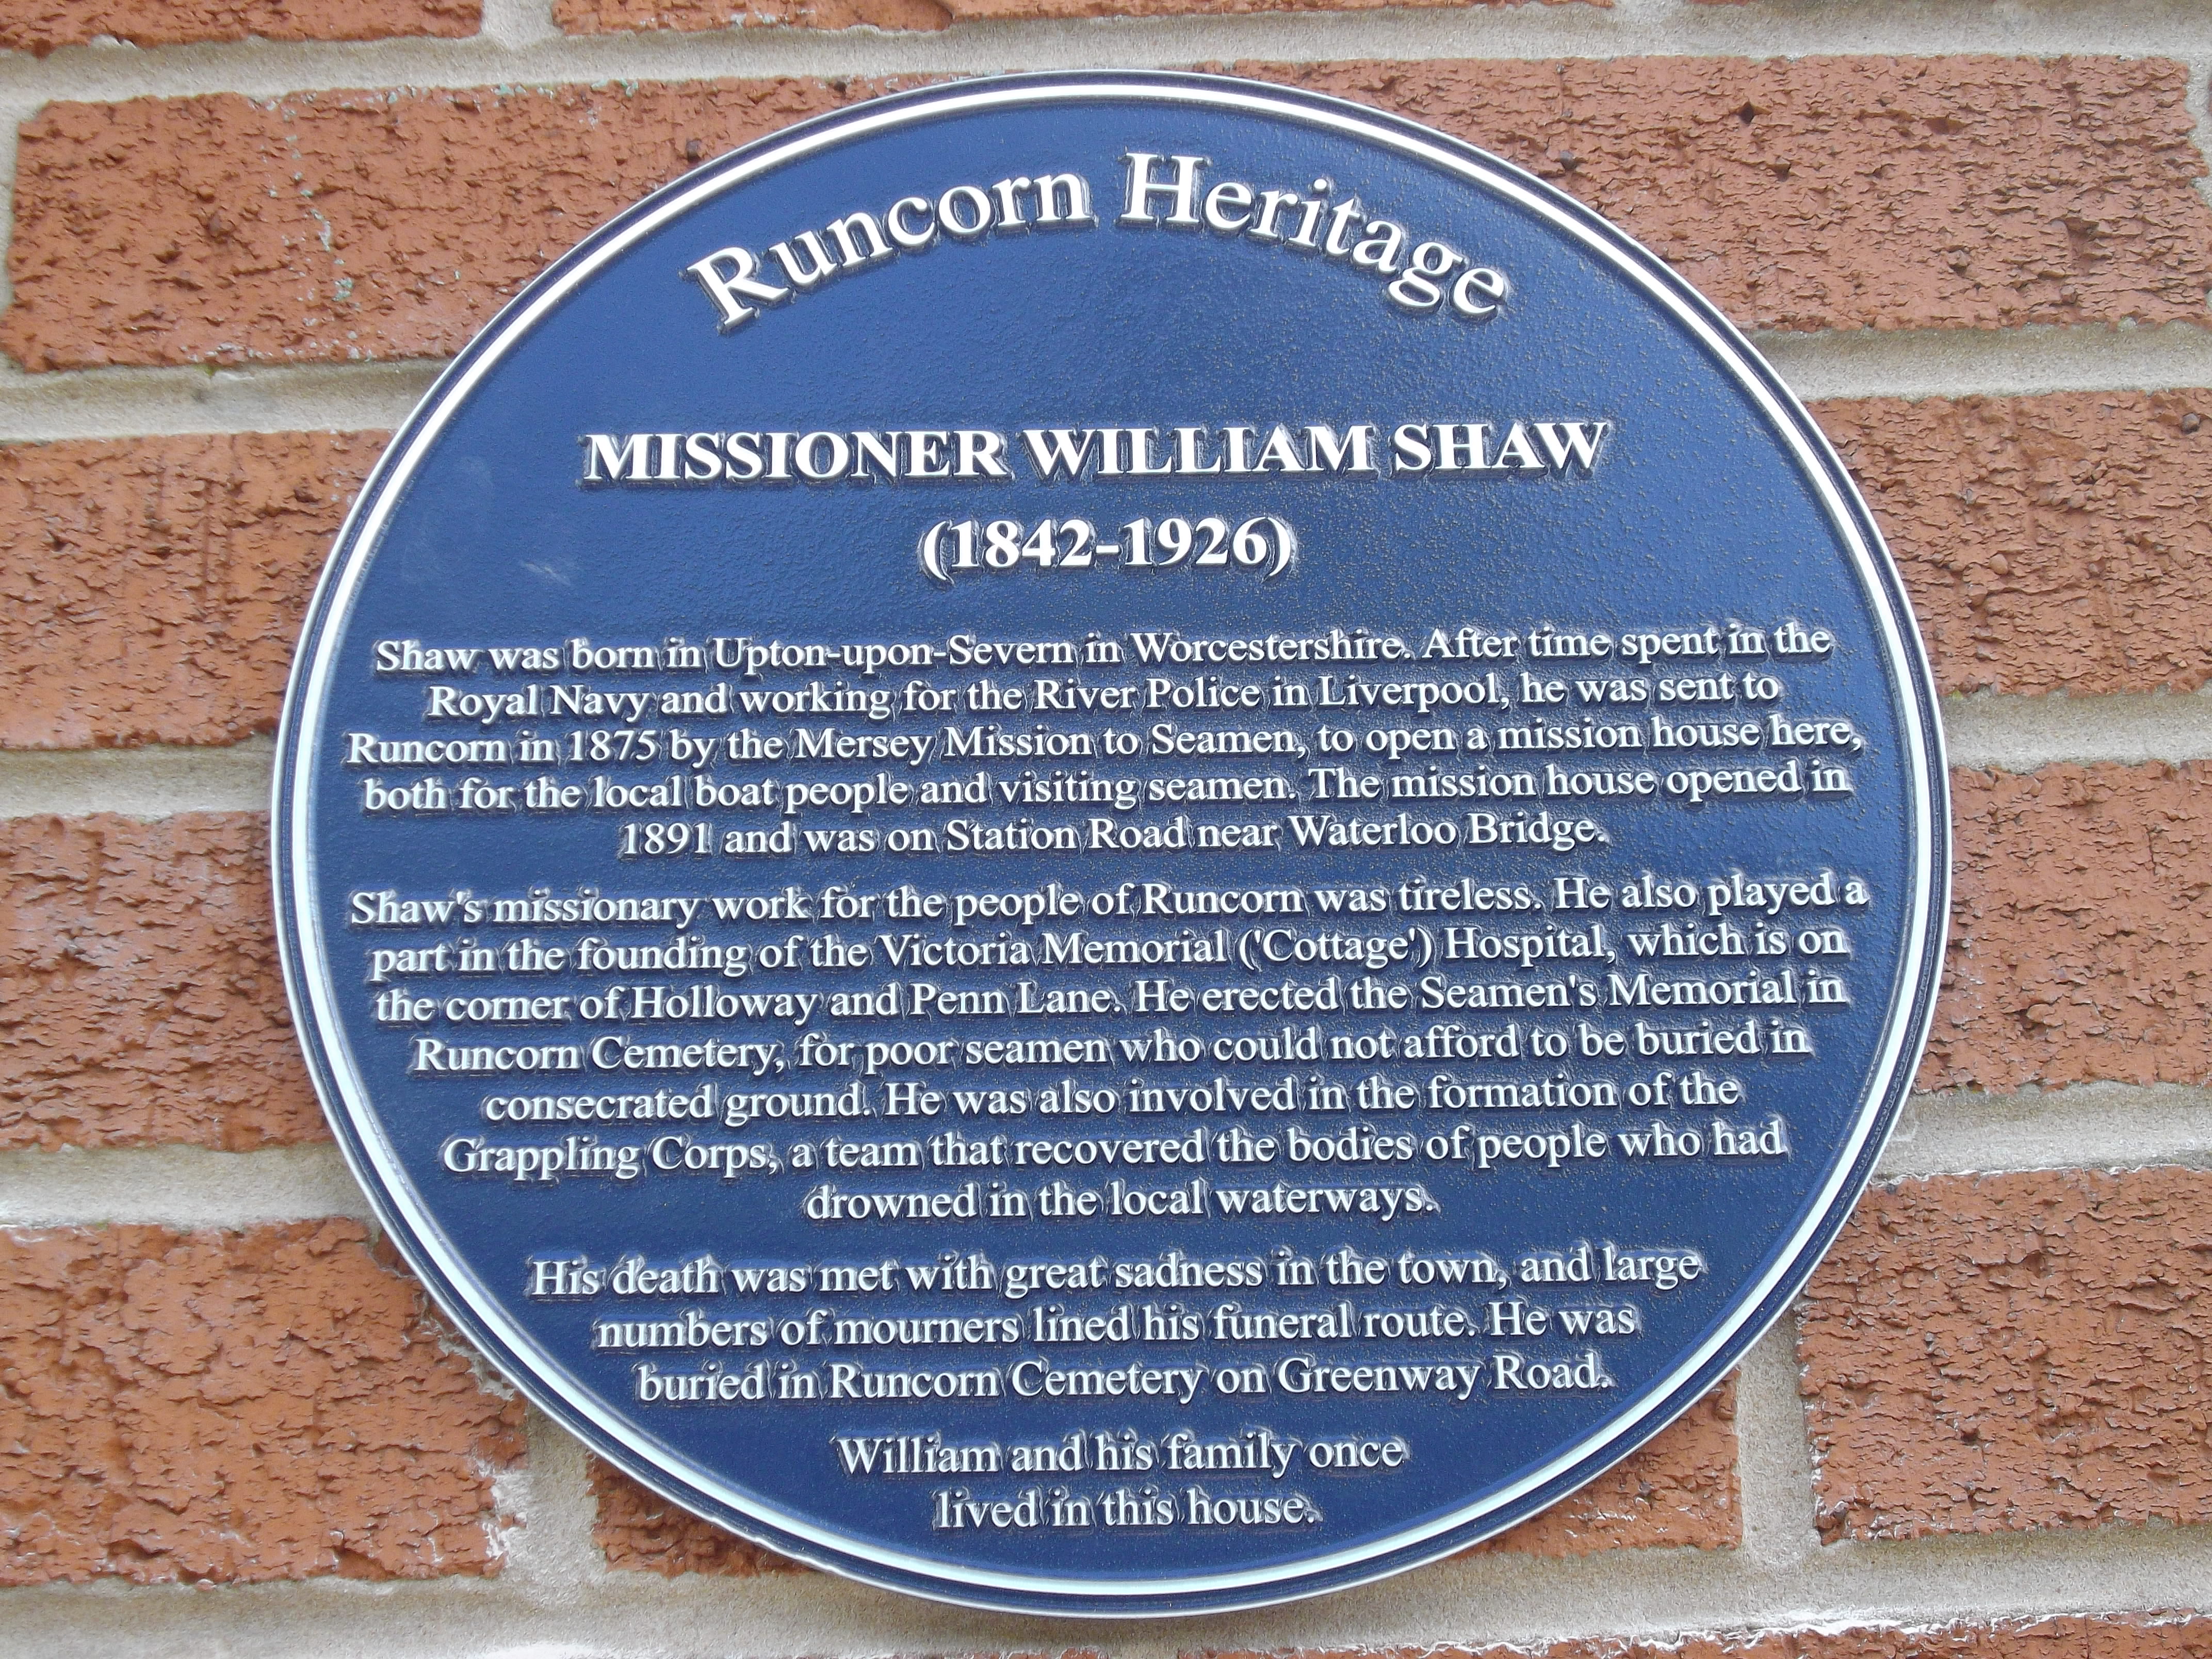 Runcorn Heritage
MISSIONER WILLIAM SHAW
(1842-1926)
Shaw was born in Upton-upon-Severn in Worcestershire. After time spent in the
Royal Navy and working for the River Police in Liverpool, he was sent to
Runcorn in 1875 by the Mersey Mission to Seamen, to open a mission house here,
both for the local boat people and visiting seamen. The mission house opened in
1891 and was on Station Road near Waterloo Bridge.
Shaw's missionary work for the people of Runcorn was tireless. He also played a
part in the founding of the Victoria Memorial ('Cottage') Hospital, which is on
the corner of Holloway and Penn Lane. He erected the Seamen's Memorial in
Runcorn Cemetery, for poor seamen who could not afford to be buried in
consecrated ground. He was also involved in the formation of the
Grappling Corps, a team that recovered the bodies of people who had
drowned in the local waterways.
His death was met with great sadness in the town, and large
numbers of mourners lined his funeral route. He was
buried in Runcorn Cemetery on Greenway Road.
William and his family once
lived in this house.